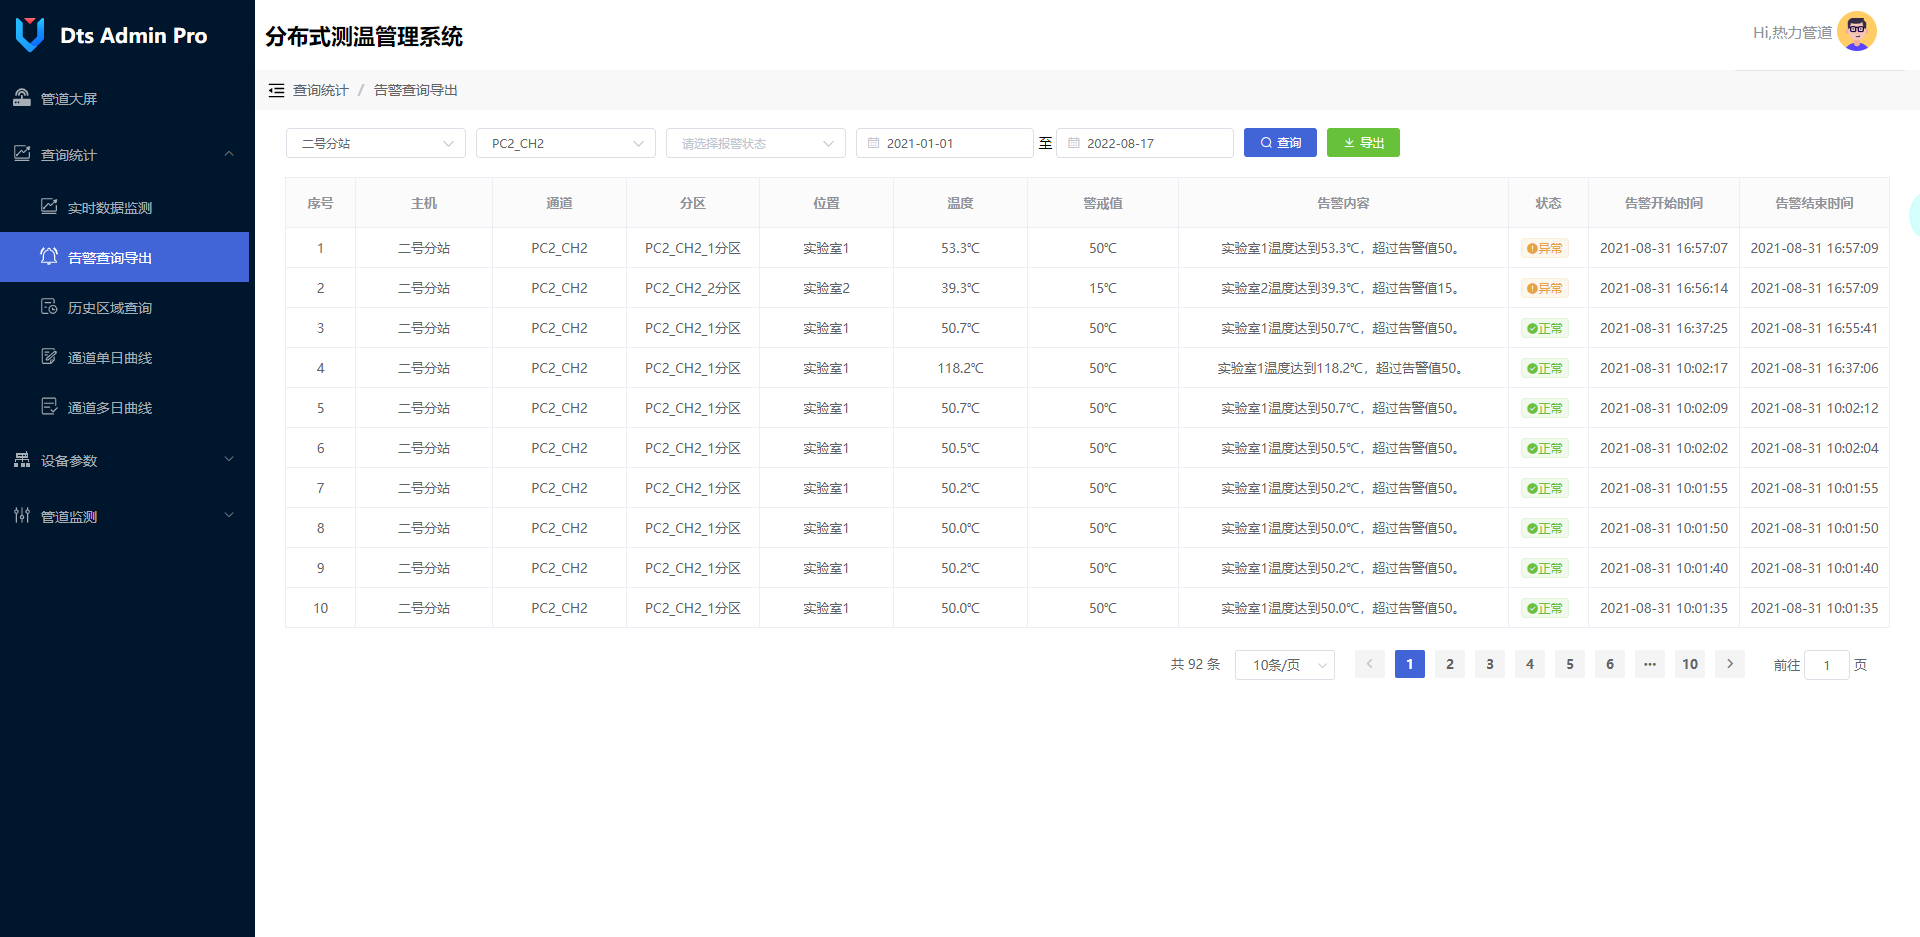 Dts Admin Pro
分布式测温管理系统
Hi,热力管道
管道大屏
查询统计
实时数据监测
告警查询导出
历史区域查询
通道单日曲线
通道多日曲线
设备参数
管道监测
查询统计 / 告警查询导出
二号分站 PC2_CH2 请选择报警状态 2021-01-01 至 2022-08-17 查询 导出
序号 主机 通道 分区 位置 温度 警戒值 告警内容 状态 告警开始时间 告警结束时间
1 二号分站 PC2_CH2 PC2_CH2_1分区 实验室1 53.3℃ 50℃ 实验室1温度达到53.3℃，超过告警值50。 异常 2021-08-31 16:57:07 2021-08-31 16:57:09
2 二号分站 PC2_CH2 PC2_CH2_2分区 实验室2 39.3℃ 15℃ 实验室2温度达到39.3℃，超过告警值15。 异常 2021-08-31 16:56:14 2021-08-31 16:57:09
3 二号分站 PC2_CH2 PC2_CH2_1分区 实验室1 50.7℃ 50℃ 实验室1温度达到50.7℃，超过告警值50。 正常 2021-08-31 16:37:25 2021-08-31 16:55:41
4 二号分站 PC2_CH2 PC2_CH2_1分区 实验室1 118.2℃ 50℃ 实验室1温度达到118.2℃，超过告警值50。 正常 2021-08-31 10:02:17 2021-08-31 16:37:06
5 二号分站 PC2_CH2 PC2_CH2_1分区 实验室1 50.7℃ 50℃ 实验室1温度达到50.7℃，超过告警值50。 正常 2021-08-31 10:02:09 2021-08-31 10:02:12
6 二号分站 PC2_CH2 PC2_CH2_1分区 实验室1 50.5℃ 50℃ 实验室1温度达到50.5℃，超过告警值50。 正常 2021-08-31 10:02:02 2021-08-31 10:02:04
7 二号分站 PC2_CH2 PC2_CH2_1分区 实验室1 50.2℃ 50℃ 实验室1温度达到50.2℃，超过告警值50。 正常 2021-08-31 10:01:55 2021-08-31 10:01:55
8 二号分站 PC2_CH2 PC2_CH2_1分区 实验室1 50.0℃ 50℃ 实验室1温度达到50.0℃，超过告警值50。 正常 2021-08-31 10:01:50 2021-08-31 10:01:50
9 二号分站 PC2_CH2 PC2_CH2_1分区 实验室1 50.2℃ 50℃ 实验室1温度达到50.2℃，超过告警值50。 正常 2021-08-31 10:01:40 2021-08-31 10:01:40
10 二号分站 PC2_CH2 PC2_CH2_1分区 实验室1 50.0℃ 50℃ 实验室1温度达到50.0℃，超过告警值50。 正常 2021-08-31 10:01:35 2021-08-31 10:01:35
共 92 条 10条/页 1 2 3 4 5 6 ··· 10 前往 1 页